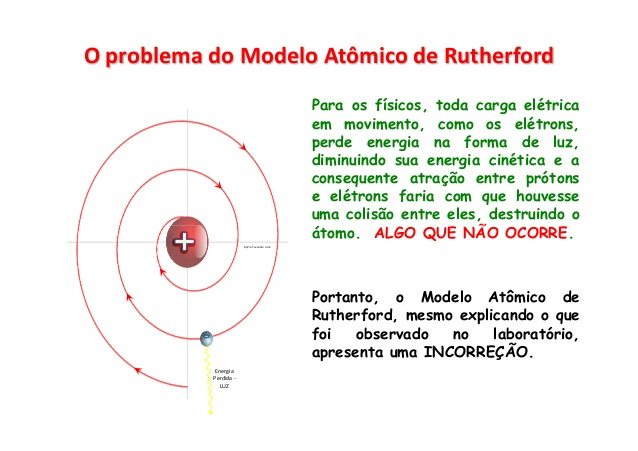 O problema do Modelo Atômico de Rutherford
Para os físicos, toda carga elétrica
em movimento, como os elétrons,
perde energia na forma de luz,
diminuindo sua energia cinética e a
consequente atração entre prótons
e elétrons faria com que houvesse
uma colisão entre eles, destruindo o
átomo. ALGO QUE NÃO OCORRE.
Portanto, o Modelo Atômico de
Rutherford, mesmo explicando o que
foi observado no laboratório,
apresenta uma INCORREÇÃO.
Energia
Perdida -
LUZ